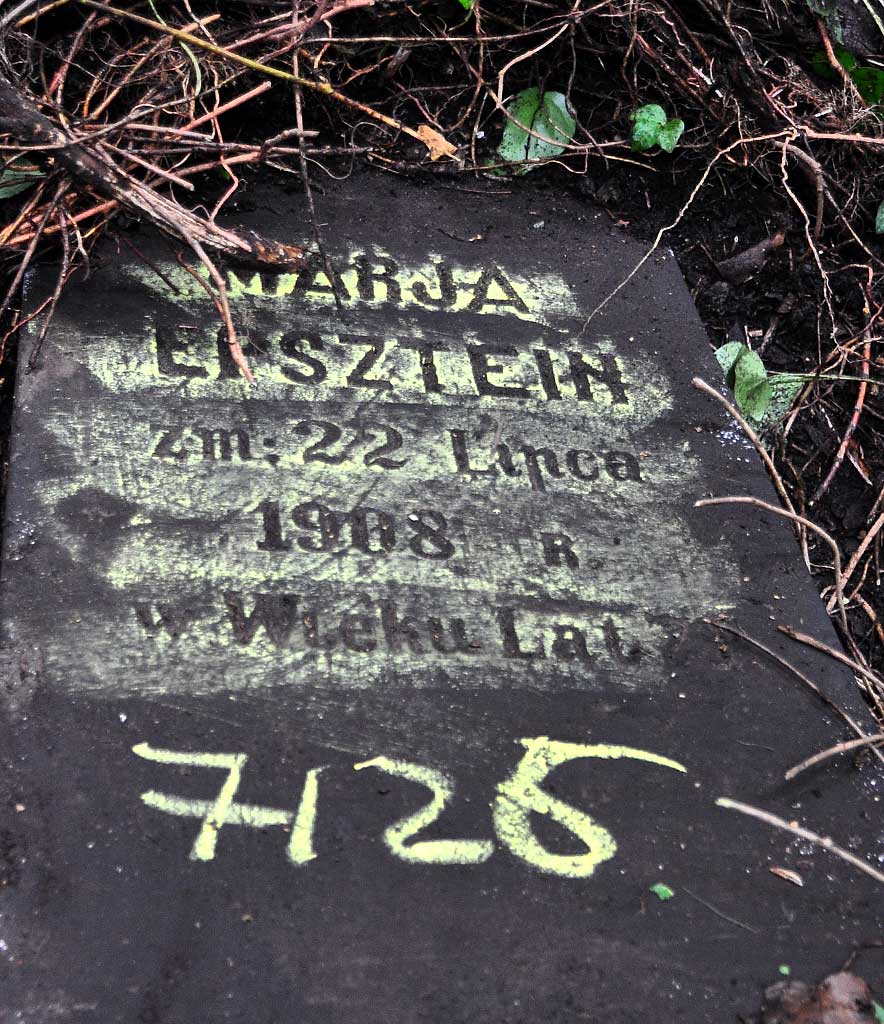 MARJA
EPSZTEIN
zm: 22 Lipca
1908 R
w Wieku Lat
7126